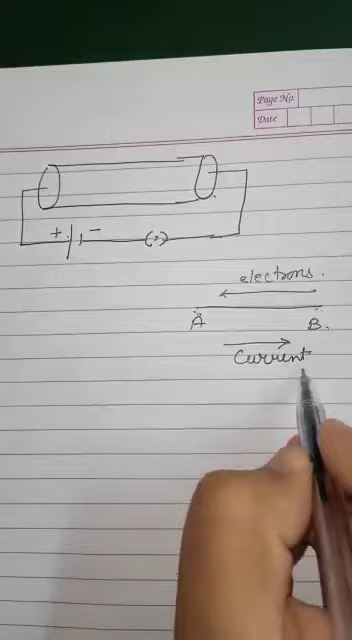 Page No.
Date
+ -
electrons.
A B.
Current